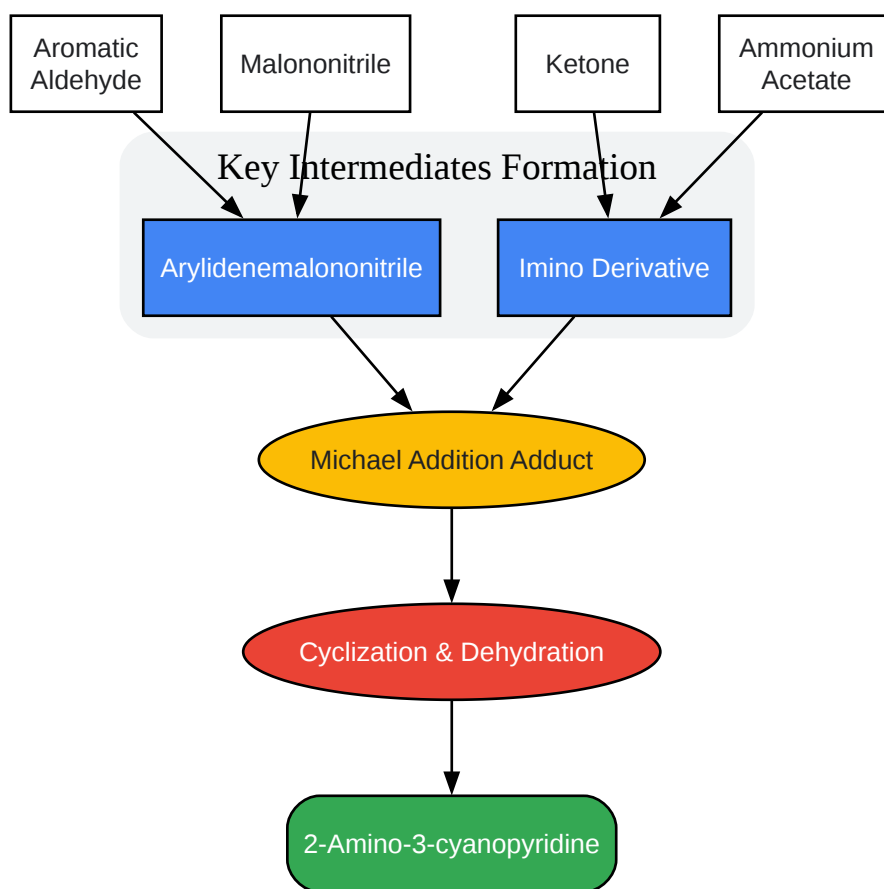 Aromatic
Aldehyde
Malononitrile
Ketone
Ammonium
Acetate
Key Intermediates Formation
Arylidenemalononitrile
Imino Derivative
Michael Addition Adduct
Cyclization & Dehydration
2-Amino-3-cyanopyridine